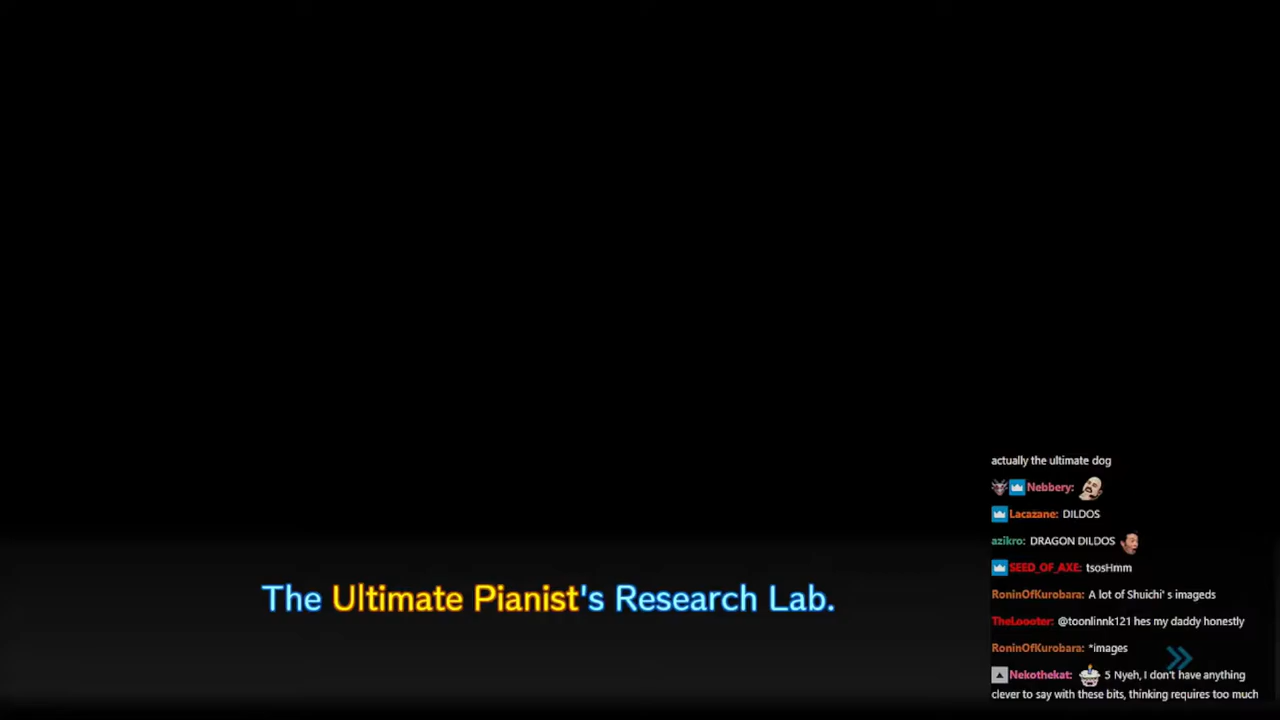 The Ultimate Pianist's Research Lab.
actually the ultimate dog
Nebbery:
Lacazane: DILDOS
azikro: DRAGON DILDOS
SEED_OF_AXE: tsosHmm
RoninOfKurobara: A lot of Shuichi' s imageds
TheLoooter: @toonlinnk121 hes my daddy honestly
RoninOfKurobara: *images
Nekothekat: 5 Nyeh, I don't have anything
clever to say with these bits, thinking requires too much